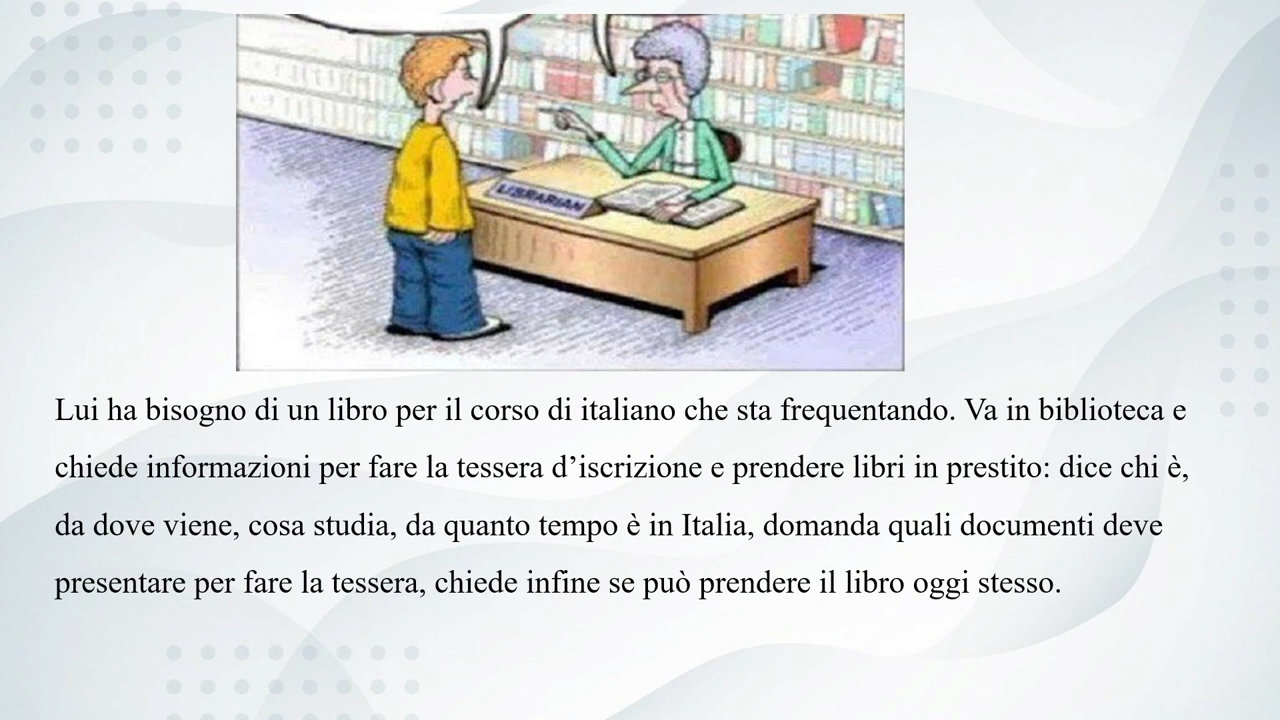 LIBRARIAN
Lui ha bisogno di un libro per il corso di italiano che sta frequentando. Va in biblioteca e
chiede informazioni per fare la tessera d’iscrizione e prendere libri in prestito: dice chi è,
da dove viene, cosa studia, da quanto tempo è in Italia, domanda quali documenti deve
presentare per fare la tessera, chiede infine se può prendere il libro oggi stesso.